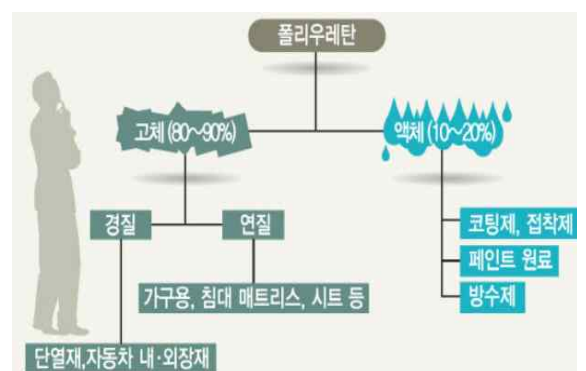 폴리우레탄
고체 (80~90%)
액체 (10~20%)
경질
연질
코팅제, 접착제
페인트 원료
방수제
가구용, 침대 매트리스, 시트 등
단열재,자동차 내·외장재